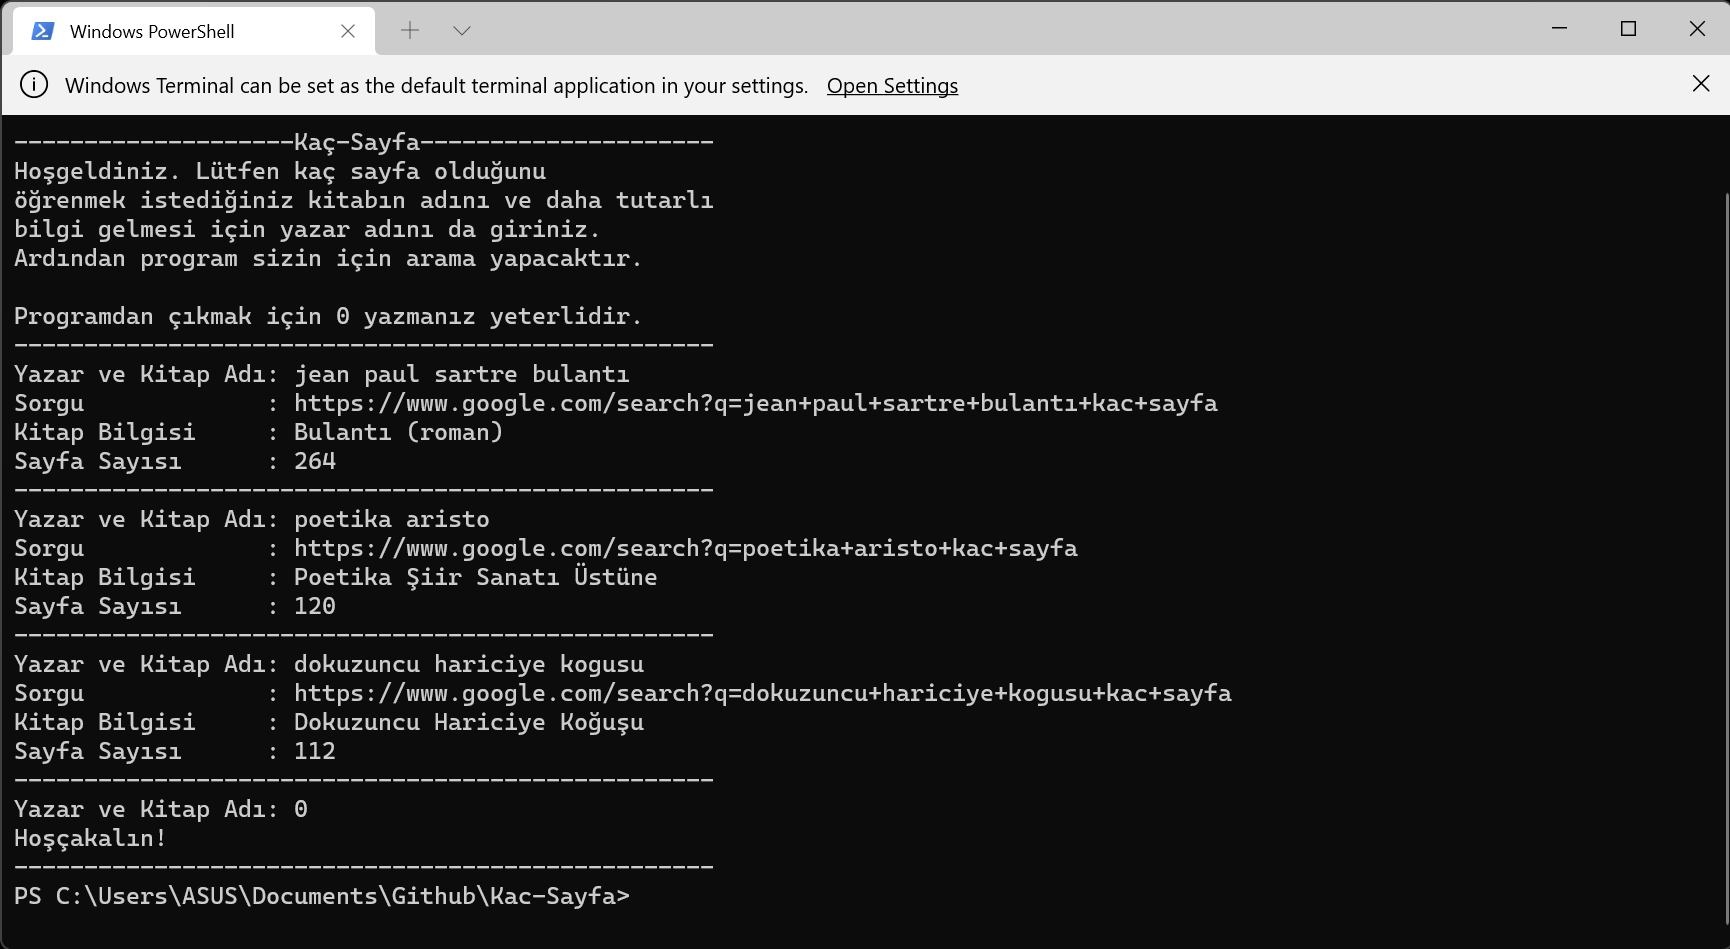 Windows PowerShell
Windows Terminal can be set as the default terminal application in your settings. Open Settings
--------------------Kaç-Sayfa---------------------
Hoşgeldiniz. Lütfen kaç sayfa olduğunu
öğrenmek istediğiniz kitabın adını ve daha tutarlı
bilgi gelmesi için yazar adını da giriniz.
Ardından program sizin için arama yapacaktır.
Programdan çıkmak için 0 yazmanız yeterlidir.
--------------------------------------------------
Yazar ve Kitap Adı: jean paul sartre bulantı
Sorgu             : https://www.google.com/search?q=jean+paul+sartre+bulantı+kac+sayfa
Kitap Bilgisi     : Bulantı (roman)
Sayfa Sayısı      : 264
--------------------------------------------------
Yazar ve Kitap Adı: poetika aristo
Sorgu             : https://www.google.com/search?q=poetika+aristo+kac+sayfa
Kitap Bilgisi     : Poetika Şiir Sanatı Üstüne
Sayfa Sayısı      : 120
--------------------------------------------------
Yazar ve Kitap Adı: dokuzuncu hariciye kogusu
Sorgu             : https://www.google.com/search?q=dokuzuncu+hariciye+kogusu+kac+sayfa
Kitap Bilgisi     : Dokuzuncu Hariciye Koğuşu
Sayfa Sayısı      : 112
--------------------------------------------------
Yazar ve Kitap Adı: 0
Hoşçakalın!
--------------------------------------------------
PS C:\Users\ASUS\Documents\Github\Kac-Sayfa>